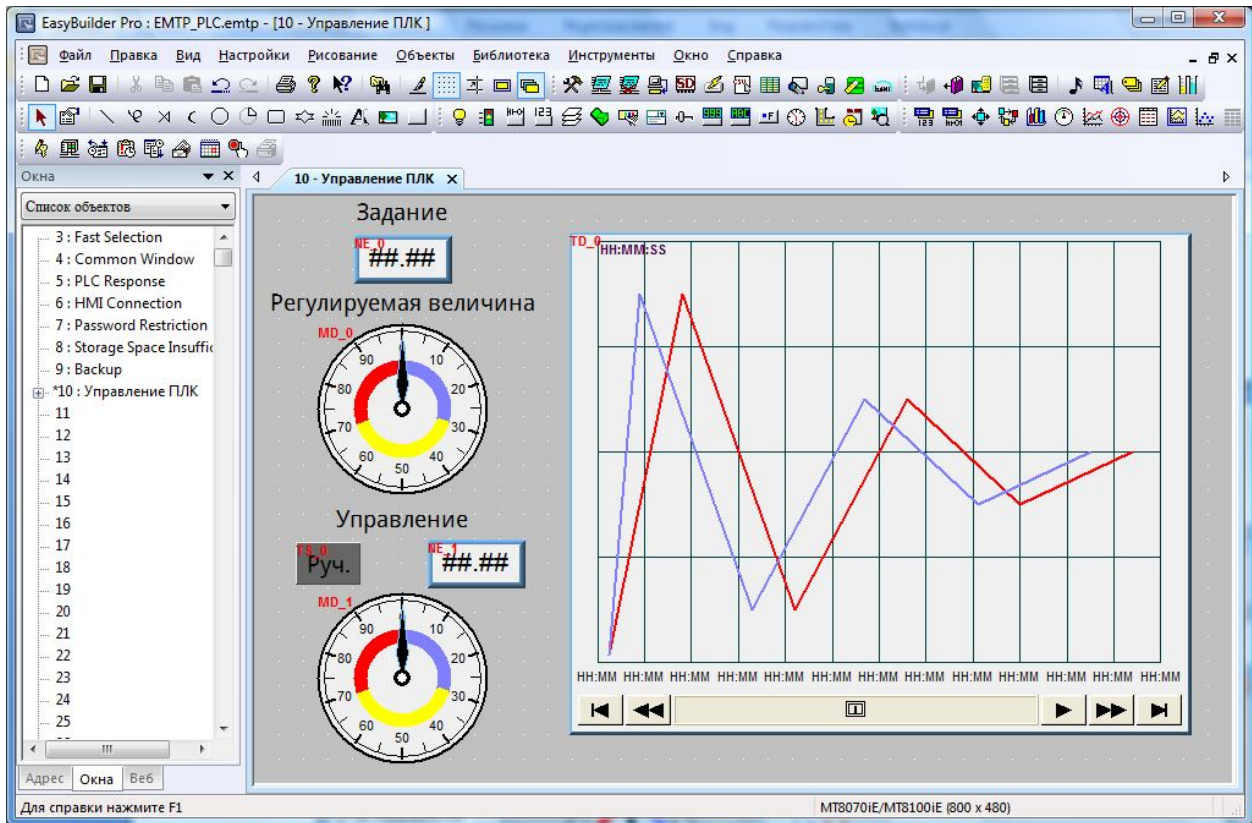 EasyBuilder Pro : EMTP_PLC.emtp - [10 - Управление ПЛК ]
Файл Правка Вид Настройки Рисование Объекты Библиотека Инструменты Окно Справка
Окна
10 - Управление ПЛК
Список объектов
3 : Fast Selection
4 : Common Window
5 : PLC Response
6 : HMI Connection
7 : Password Restriction
8 : Storage Space Insuffic
9 : Backup
*10 : Управление ПЛК
11
12
13
14
15
16
17
18
19
20
21
22
23
24
25
Адрес Окна Веб
Задание
NE_0
##.##
Регулируемая величина
MD_0
90 10
80 20
70 30
60 40
50
Управление
TS_0
Руч.
NE_1
##.##
MD_1
90 10
80 20
70 30
60 40
50
TD_0
HH:MM:SS
HH:MM HH:MM HH:MM HH:MM HH:MM HH:MM HH:MM HH:MM HH:MM HH:MM HH:MM HH:MM HH:MM
Для справки нажмите F1
MT8070iE/MT8100iE (800 x 480)